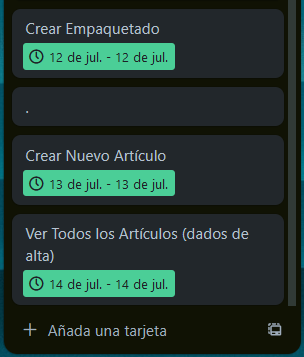 Crear Empaquetado
12 de jul. - 12 de jul.
.
Crear Nuevo Artículo
13 de jul. - 13 de jul.
Ver Todos los Artículos (dados de
alta)
14 de jul. - 14 de jul.
Añada una tarjeta